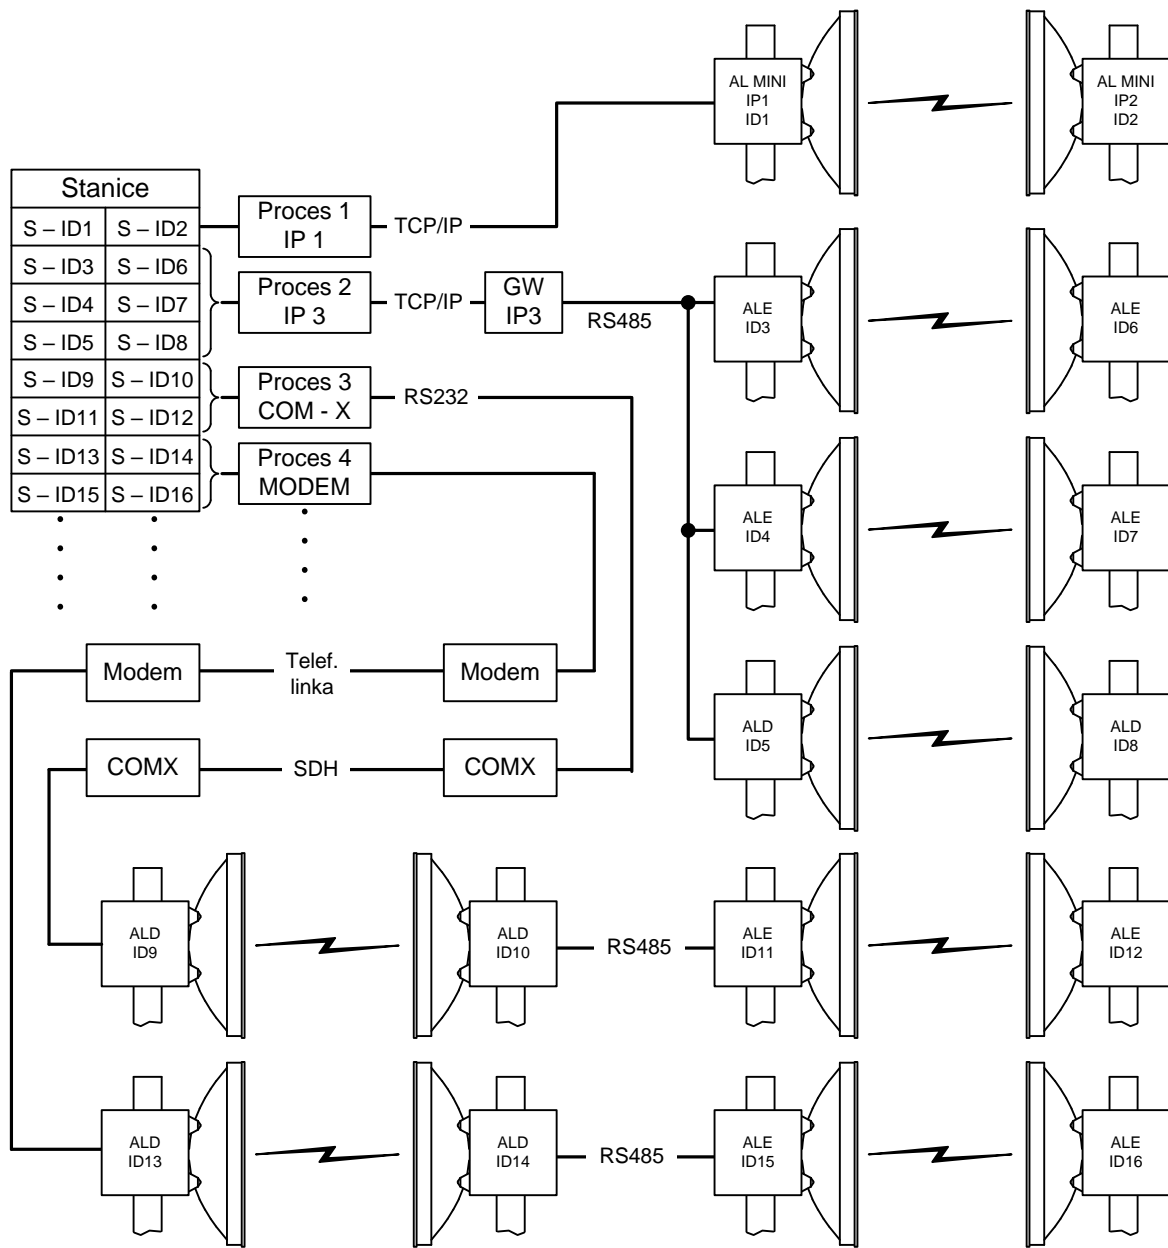 AL MINI
IP1
ID1
AL MINI
IP2
ID2
Stanice
S – ID1 S – ID2
S – ID3 S – ID6
S – ID4 S – ID7
S – ID5 S – ID8
S – ID9 S – ID10
S – ID11 S – ID12
S – ID13 S – ID14
S – ID15 S – ID16
Proces 1
IP 1
TCP/IP
Proces 2
IP 3
TCP/IP
GW
IP3
RS485
Proces 3
COM - X
RS232
Proces 4
MODEM
ALE
ID3
ALE
ID6
ALE
ID4
ALE
ID7
ALD
ID5
ALD
ID8
Modem
Telef.
linka
Modem
COMX
SDH
COMX
ALD
ID9
ALD
ID10
RS485
ALE
ID11
ALE
ID12
ALD
ID13
ALD
ID14
RS485
ALE
ID15
ALE
ID16